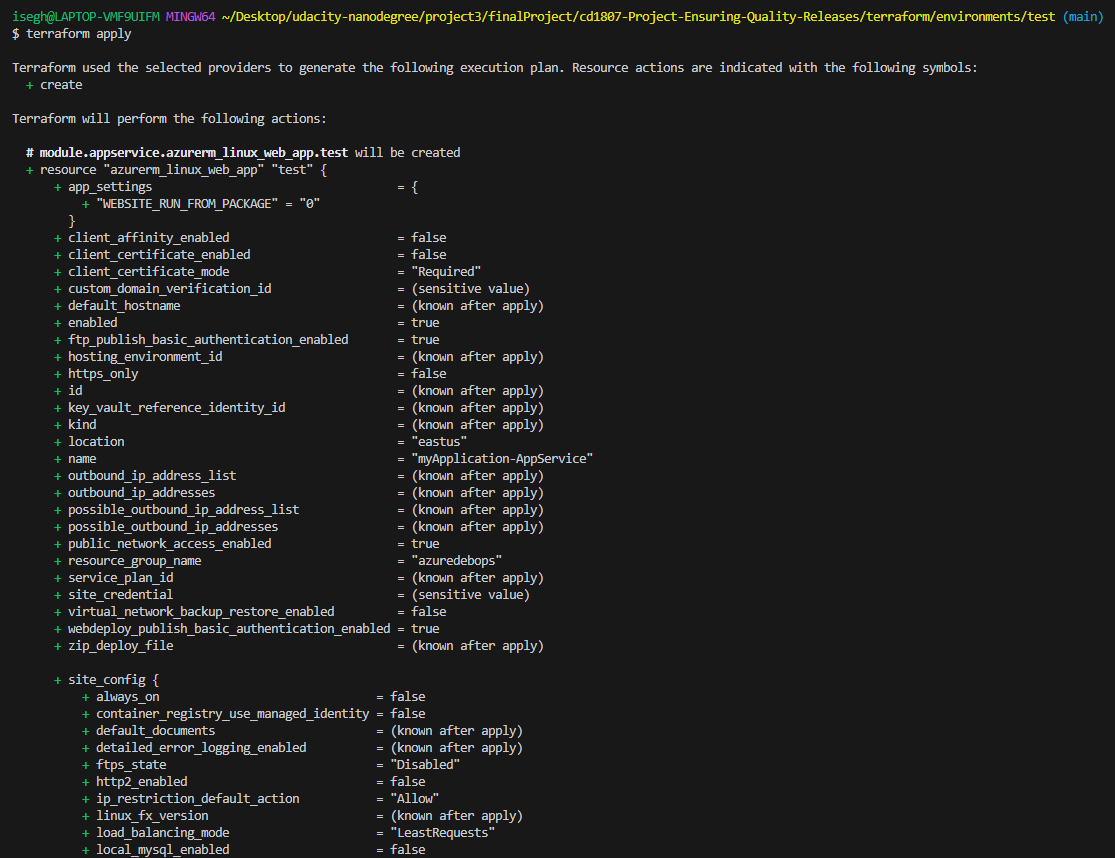 isegh@LAPTOP-VMF9UIFM MINGW64 ~/Desktop/udacity-nanodegree/project3/finalProject/cd1807-Project-Ensuring-Quality-Releases/terraform/environments/test (main)
$ terraform apply
Terraform used the selected providers to generate the following execution plan. Resource actions are indicated with the following symbols:
+ create
Terraform will perform the following actions:
# module.appservice.azurerm_linux_web_app.test will be created
+ resource "azurerm_linux_web_app" "test" {
+ app_settings = {
+ "WEBSITE_RUN_FROM_PACKAGE" = "0"
}
+ client_affinity_enabled = false
+ client_certificate_enabled = false
+ client_certificate_mode = "Required"
+ custom_domain_verification_id = (sensitive value)
+ default_hostname = (known after apply)
+ enabled = true
+ ftp_publish_basic_authentication_enabled = true
+ hosting_environment_id = (known after apply)
+ https_only = false
+ id = (known after apply)
+ key_vault_reference_identity_id = (known after apply)
+ kind = (known after apply)
+ location = "eastus"
+ name = "myApplication-AppService"
+ outbound_ip_address_list = (known after apply)
+ outbound_ip_addresses = (known after apply)
+ possible_outbound_ip_address_list = (known after apply)
+ possible_outbound_ip_addresses = (known after apply)
+ public_network_access_enabled = true
+ resource_group_name = "azuredebops"
+ service_plan_id = (known after apply)
+ site_credential = (sensitive value)
+ virtual_network_backup_restore_enabled = false
+ webdeploy_publish_basic_authentication_enabled = true
+ zip_deploy_file = (known after apply)
+ site_config {
+ always_on = false
+ container_registry_use_managed_identity = false
+ default_documents = (known after apply)
+ detailed_error_logging_enabled = (known after apply)
+ ftps_state = "Disabled"
+ http2_enabled = false
+ ip_restriction_default_action = "Allow"
+ linux_fx_version = (known after apply)
+ load_balancing_mode = "LeastRequests"
+ local_mysql_enabled = false